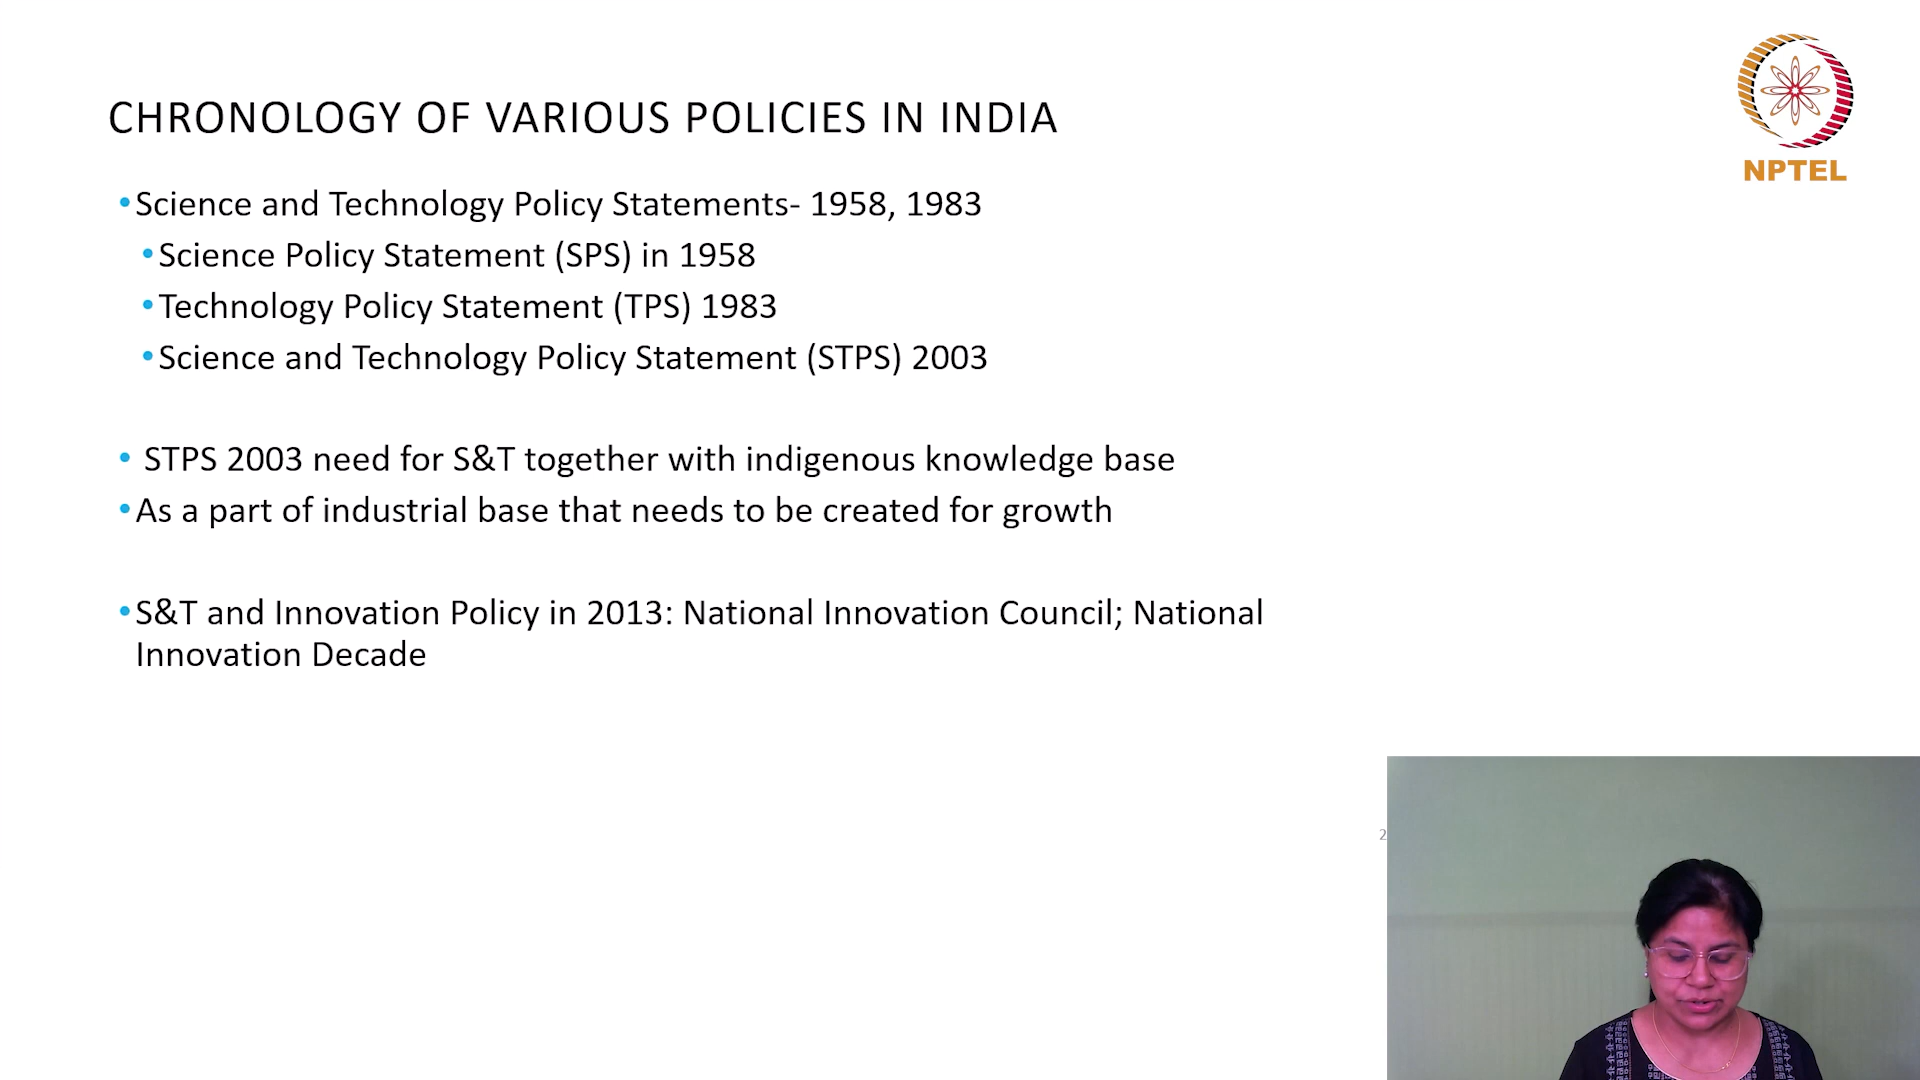 CHRONOLOGY OF VARIOUS POLICIES IN INDIA
NPTEL
•Science and Technology Policy Statements- 1958, 1983
•Science Policy Statement (SPS) in 1958
•Technology Policy Statement (TPS) 1983
•Science and Technology Policy Statement (STPS) 2003
• STPS 2003 need for S&T together with indigenous knowledge base
•As a part of industrial base that needs to be created for growth
•S&T and Innovation Policy in 2013: National Innovation Council; National
Innovation Decade
2